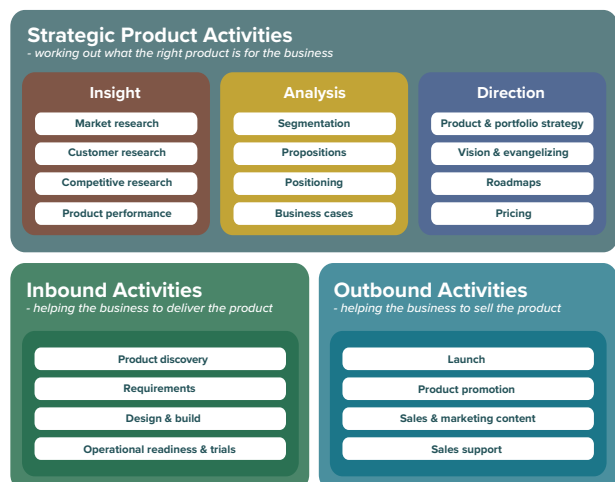 Strategic Product Activities
- working out what the right product is for the business
Insight
Market research
Customer research
Competitive research
Product performance
Analysis
Segmentation
Propositions
Positioning
Business cases
Direction
Product & portfolio strategy
Vision & evangelizing
Roadmaps
Pricing
Inbound Activities
- helping the business to deliver the product
Product discovery
Requirements
Design & build
Operational readiness & trials
Outbound Activities
- helping the business to sell the product
Launch
Product promotion
Sales & marketing content
Sales support